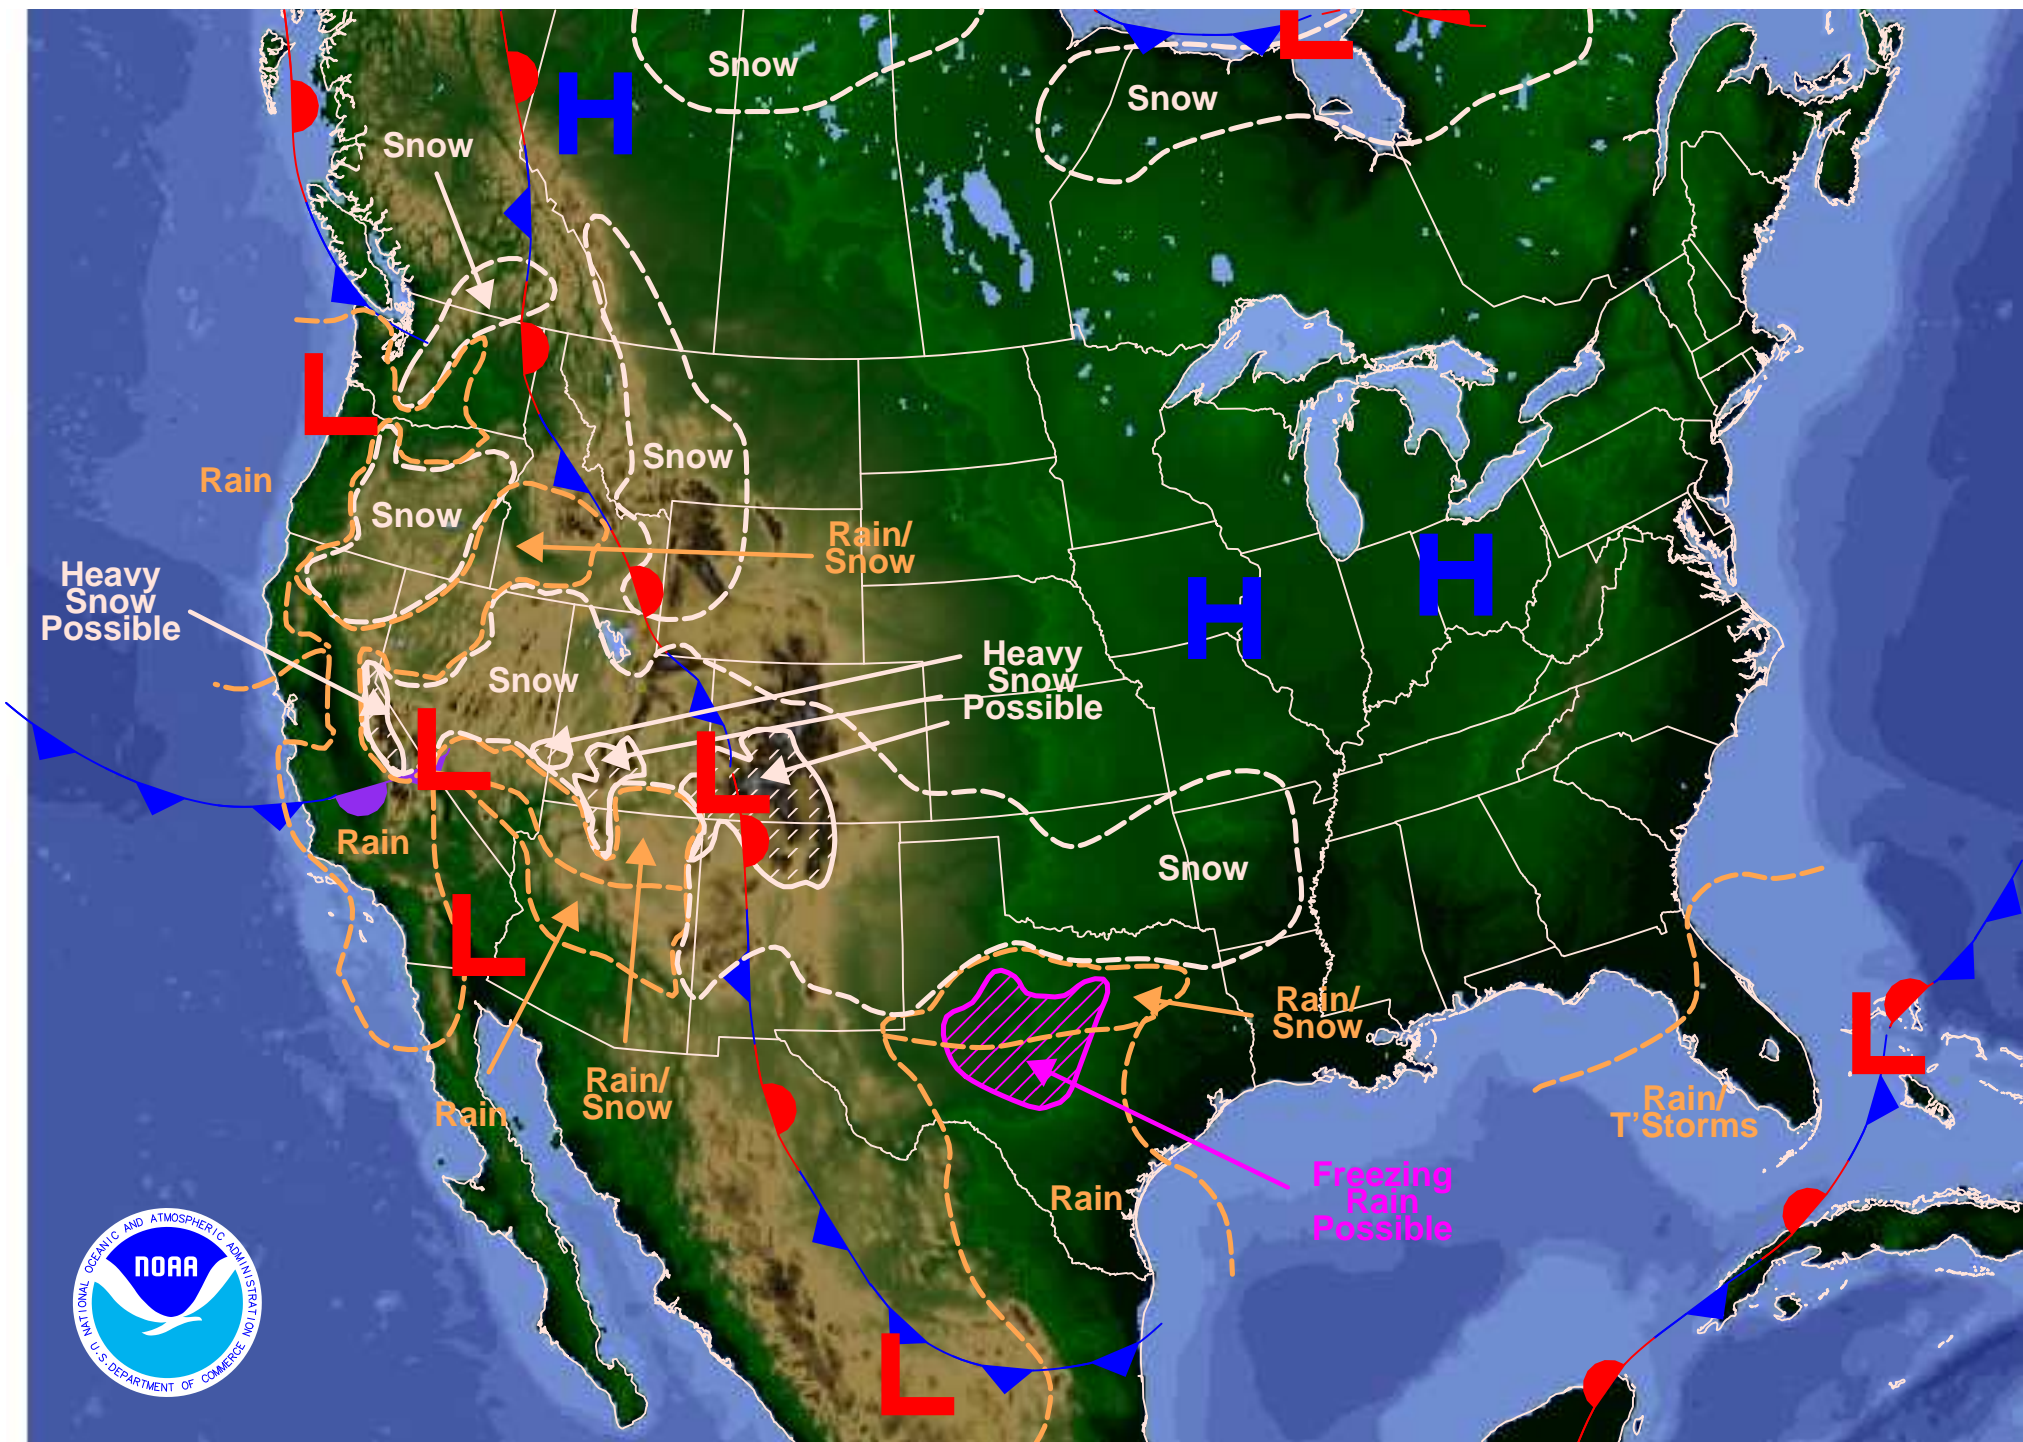 Snow
Snow
Snow
H
L
L
Snow
Rain
Snow
Rain/
Snow
Heavy
Snow
Possible
H
H
Heavy
Snow
Possible
Snow
L
L
Rain
Snow
L
Rain/
Snow
L
Rain/
Snow
Rain
Rain/
T'Storms
Freezing
Rain
Possible
Rain
L
NATIONAL OCEANIC AND ATMOSPHERIC ADMINISTRATION
NOAA
U.S. DEPARTMENT OF COMMERCE